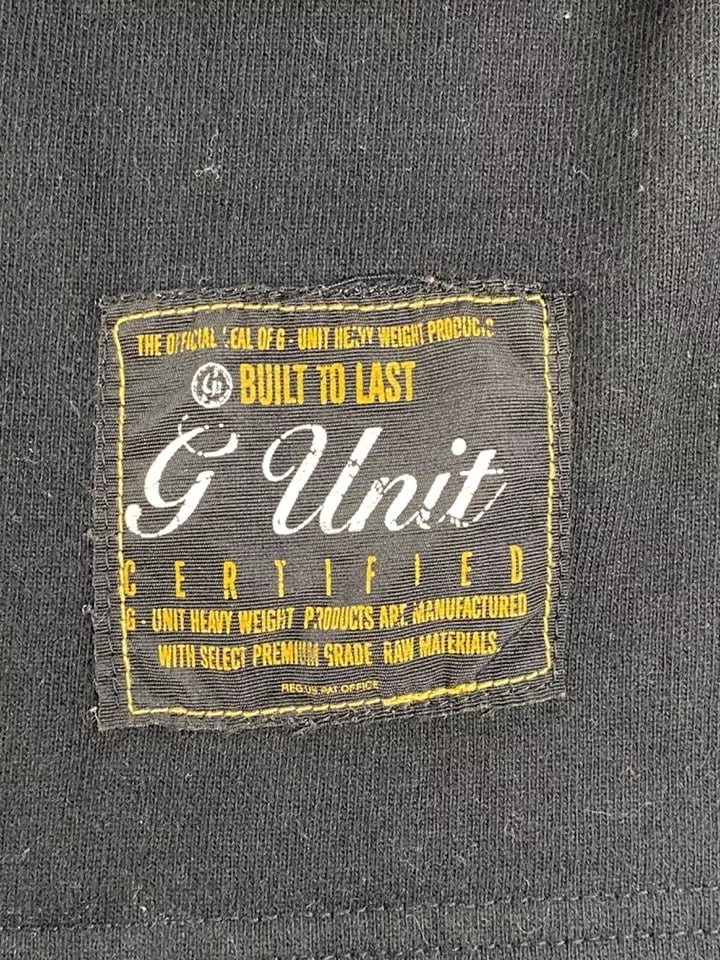 THE OFFICIAL SEAL OF G - UNIT HEAVY WEIGHT PRODUCTS
G BUILT TO LAST
G Unit
CERTIFIED
G - UNIT HEAVY WEIGHT PRODUCTS ARE MANUFACTURED
WITH SELECT PREMIUM GRADE RAW MATERIALS.
REG.US.PAT.OFFICE